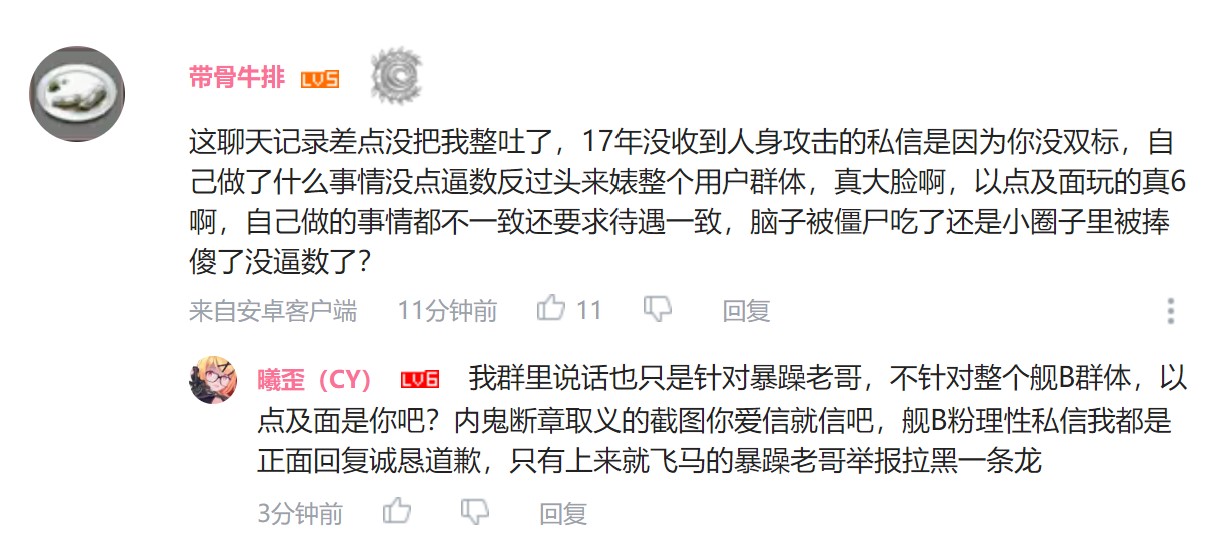 带骨牛排 LV5
这聊天记录差点没把我整吐了，17年没收到人身攻击的私信是因为你没双标，自
己做了什么事情没点逼数反过头来婊整个用户群体，真大脸啊，以点及面玩的真6
啊，自己做的事情都不一致还要求待遇一致，脑子被僵尸吃了还是小圈子里被捧
傻了没逼数了？
来自安卓客户端 11分钟前 11 回复
曦歪（CY） LV6 我群里说话也只是针对暴躁老哥，不针对整个舰B群体，以
点及面是你吧？内鬼断章取义的截图你爱信就信吧，舰B粉理性私信我都是
正面回复诚恳道歉，只有上来就飞马的暴躁老哥举报拉黑一条龙
3分钟前 回复